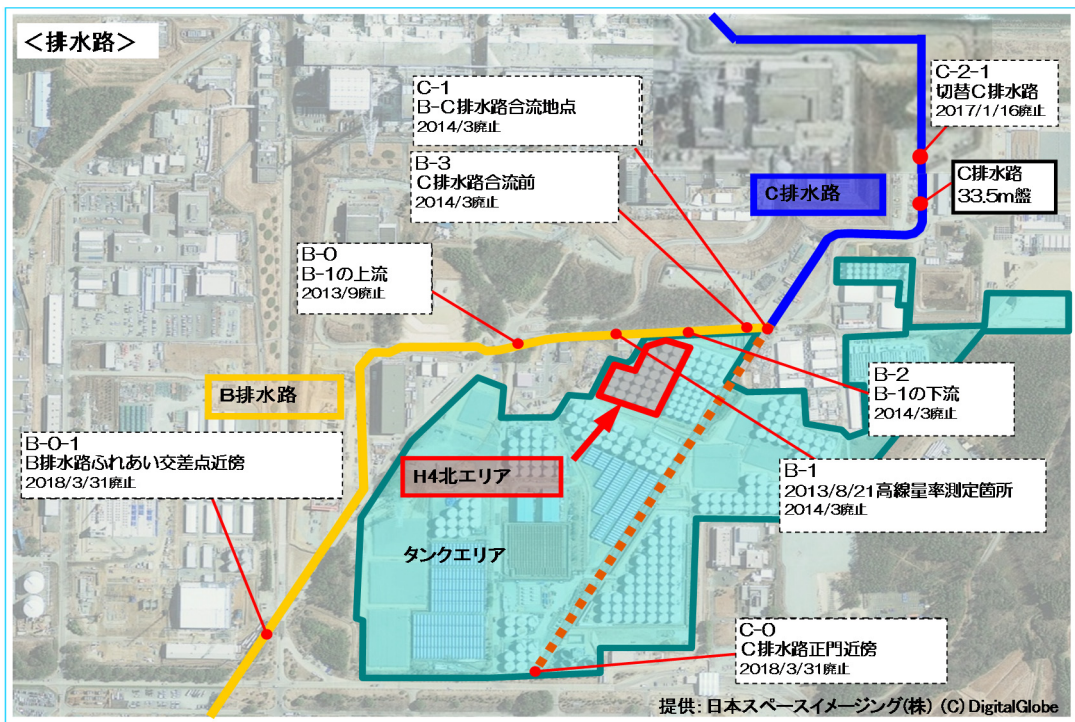 ＜排水路＞
C-1
B-C排水路合流地点
2014/3廃止
B-3
C排水路合流前
2014/3廃止
C-2-1
切替C排水路
2017/1/16廃止
C排水路
33.5m盤
C排水路
B-0
B-1の上流
2013/9廃止
B排水路
B-2
B-1の下流
2014/3廃止
B-0-1
B排水路ふれあい交差点近傍
2018/3/31廃止
H4北エリア
B-1
2013/8/21高線量率測定箇所
2014/3廃止
タンクエリア
C-0
C排水路正門近傍
2018/3/31廃止
提供：日本スペースイメージング(株) (C) DigitalGlobe